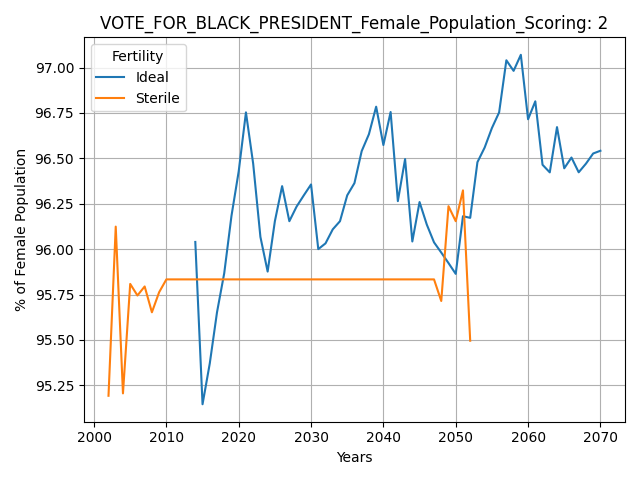 VOTE_FOR_BLACK_PRESIDENT_Female_Population_Scoring: 2
Fertility
Ideal
Sterile
% of Female Population
97.00
96.75
96.50
96.25
96.00
95.75
95.50
95.25
2000 2010 2020 2030 2040 2050 2060 2070
Years